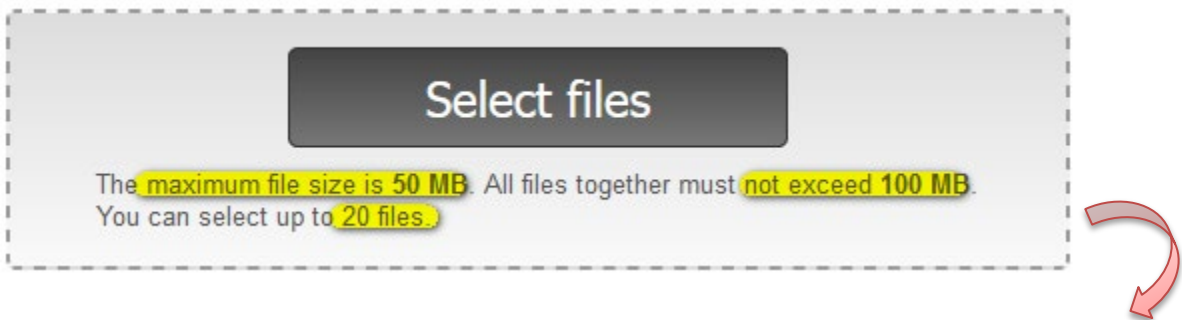 Select files
The maximum file size is 50 MB. All files together must not exceed 100 MB.
You can select up to 20 files.